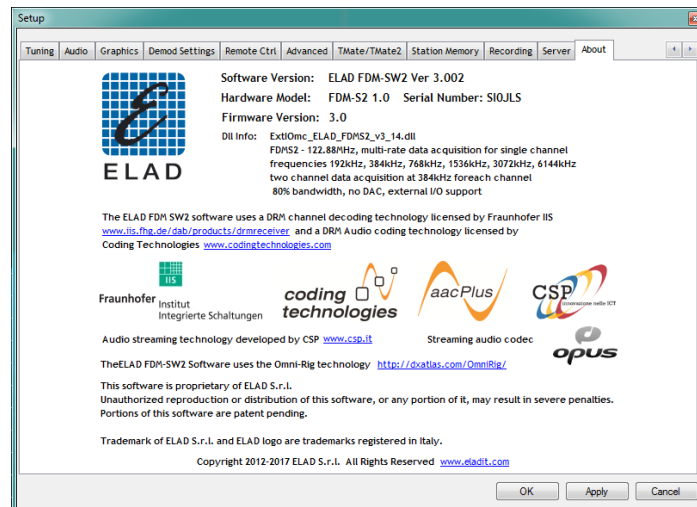 Setup
Tuning Audio Graphics Demod Settings Remote Ctrl Advanced TMate/TMate2 Station Memory Recording Server About
Software Version: ELAD FDM-SW2 Ver 3.002
Hardware Model: FDM-S2 1.0 Serial Number: SI0JLS
Firmware Version: 3.0
Dll Info: ExtIOmc_ELAD_FDMS2_v3_14.dll
FDMS2 - 122.88MHz, multi-rate data acquisition for single channel
frequencies 192kHz, 384kHz, 768kHz, 1536kHz, 3072kHz, 6144kHz
two channel data acquisition at 384kHz foreach channel
80% bandwidth, no DAC, external I/O support
E
ELAD
The ELAD FDM SW2 software uses a DRM channel decoding technology licensed by Fraunhofer IIS
www.iis.fhg.de/dab/products/drmreceiver and a DRM Audio coding technology licensed by
Coding Technologies www.codingtechnologies.com
IIS
Fraunhofer Institut
Integrierte Schaltungen
coding
technologies
aacPlus
CSP
innovazione nelle ICT
Audio streaming technology developed by CSP www.csp.it Streaming audio codec
opus
TheELAD FDM-SW2 Software uses the Omni-Rig technology http://dxatlas.com/OmniRig/
This software is proprietary of ELAD S.r.l.
Unauthorized reproduction or distribution of this software, or any portion of it, may result in severe penalties.
Portions of this software are patent pending.
Trademark of ELAD S.r.l. and ELAD logo are trademarks registered in Italy.
Copyright 2012-2017 ELAD S.r.l. All Rights Reserved www.eladit.com
OK Apply Cancel